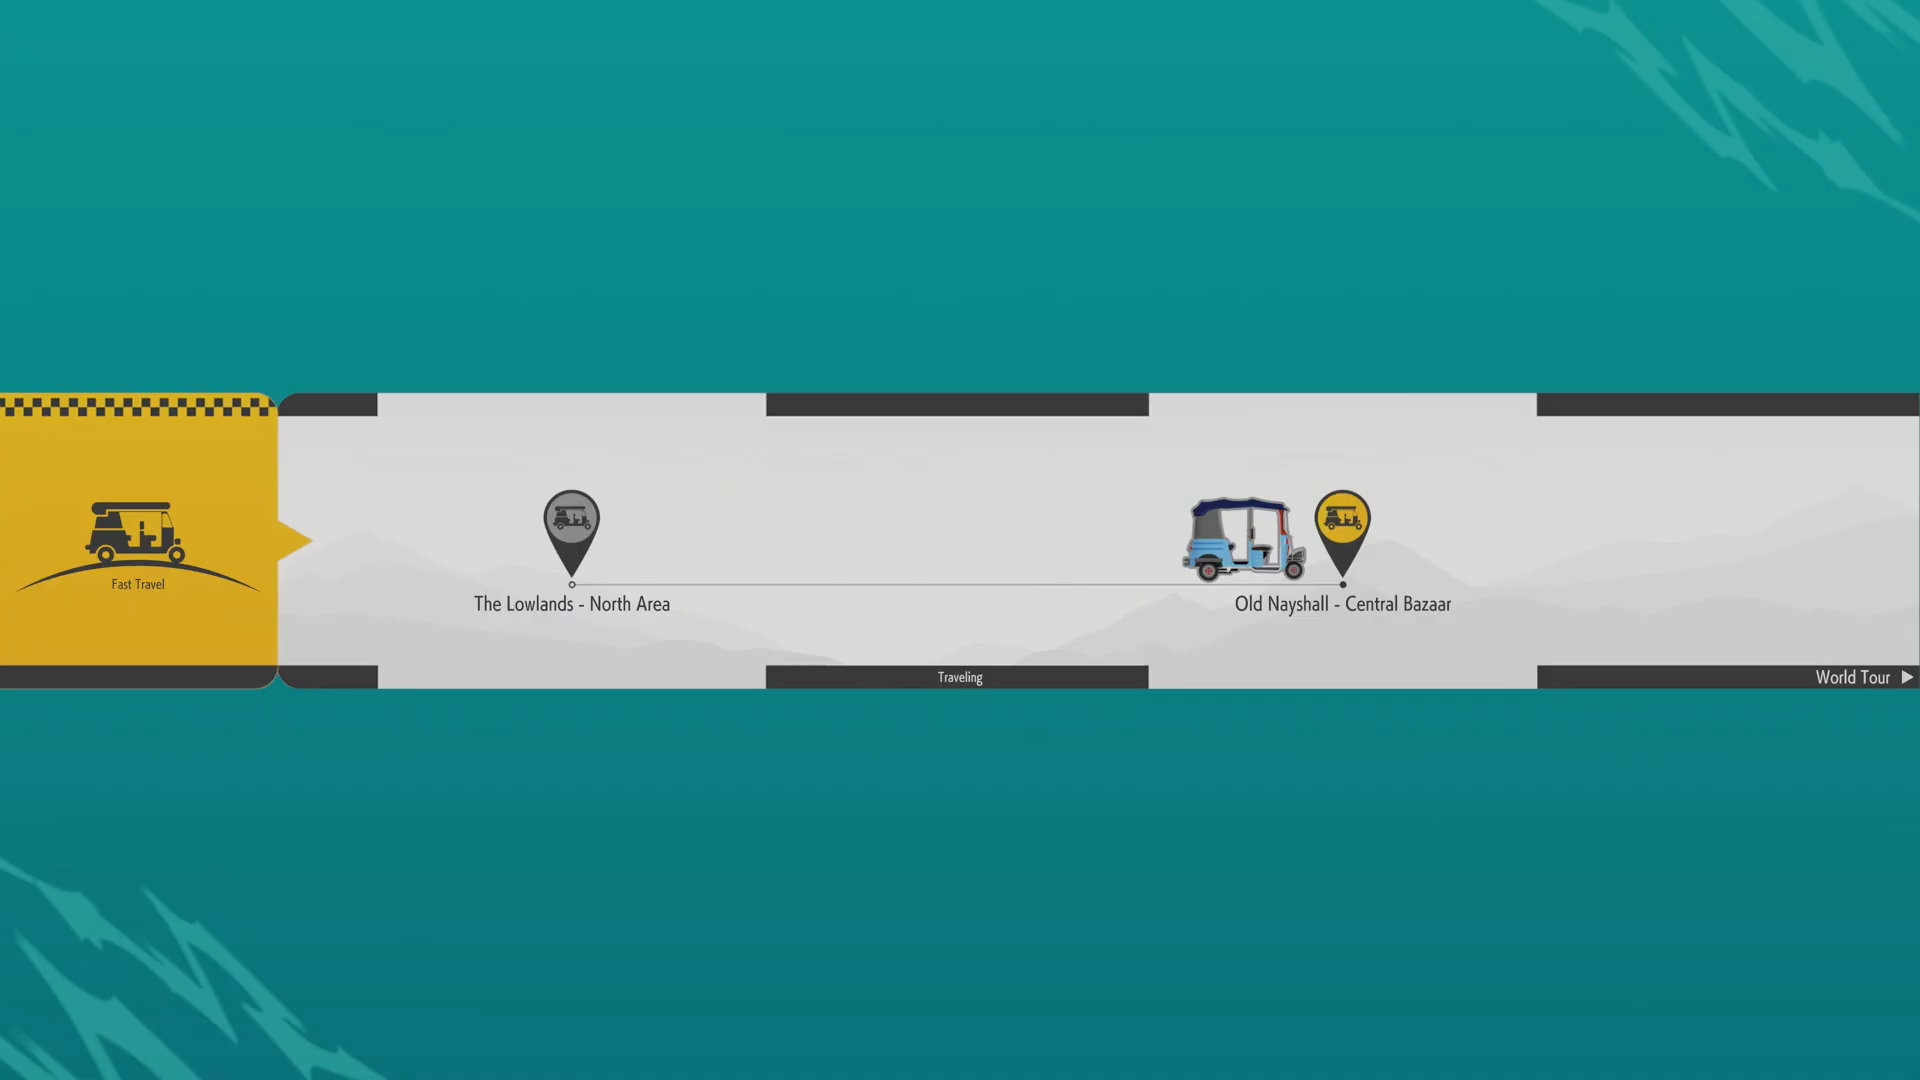 Fast Travel
The Lowlands - North Area
Old Nayshall - Central Bazaar
Traveling
World Tour